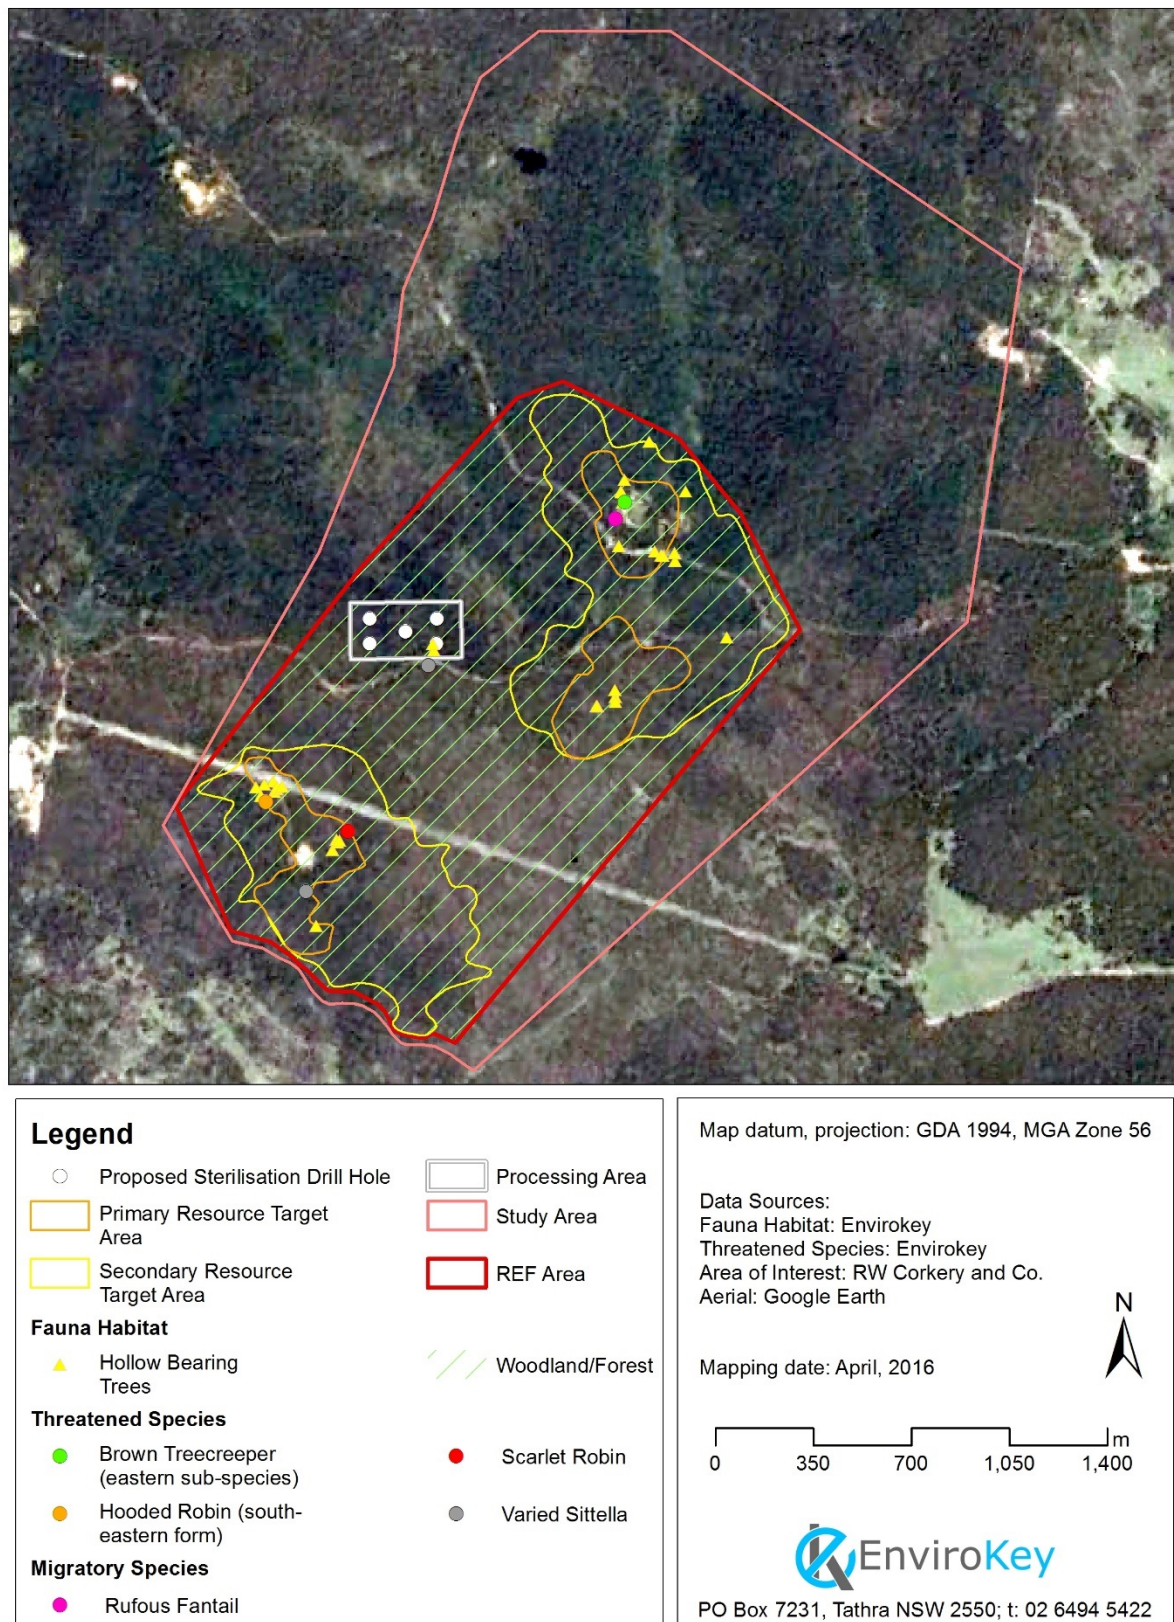 Legend
Proposed Sterilisation Drill Hole
Primary Resource Target
Area
Secondary Resource
Target Area
Processing Area
Study Area
REF Area
Fauna Habitat
Hollow Bearing
Trees
Woodland/Forest
Threatened Species
Brown Treecreeper
(eastern sub-species)
Hooded Robin (south-
eastern form)
Scarlet Robin
Varied Sittella
Migratory Species
Rufous Fantail
Map datum, projection: GDA 1994, MGA Zone 56
Data Sources:
Fauna Habitat: Envirokey
Threatened Species: Envirokey
Area of Interest: RW Corkery and Co.
Aerial: Google Earth
N
Mapping date: April, 2016
m
0 350 700 1,050 1,400
EnviroKey
PO Box 7231, Tathra NSW 2550; t: 02 6494 5422